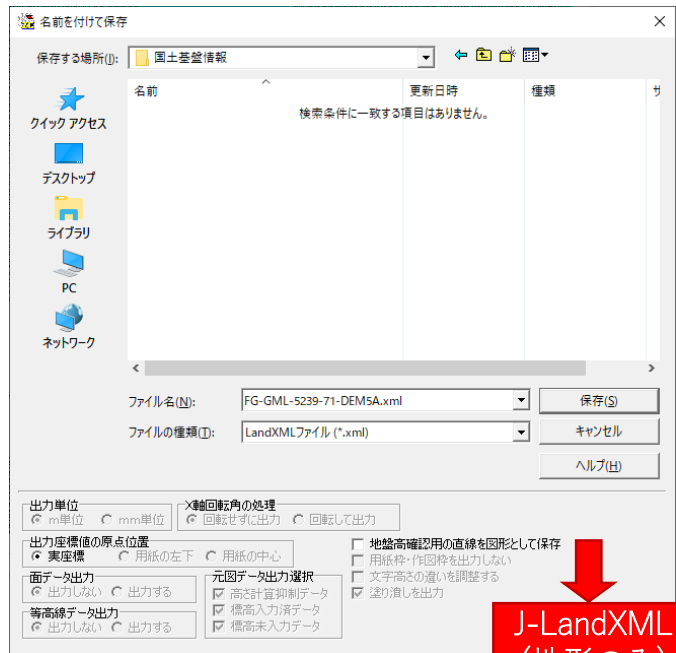 名前を付けて保存
保存する場所(I):
国土基盤情報
名前
更新日時
種類
サ
検索条件に一致する項目はありません。
クイック アクセス
デスクトップ
ライブラリ
PC
ネットワーク
ファイル名(N):
FG-GML-5239-71-DEM5A.xml
保存(S)
ファイルの種類(T):
LandXMLファイル (*.xml)
キャンセル
ヘルプ(H)
出力単位
m単位
mm単位
X軸回転角の処理
回転せずに出力
回転して出力
出力座標値の原点位置
実座標
用紙の左下
用紙の中心
面データ出力
出力しない
出力する
等高線データ出力
出力しない
出力する
元図データ出力選択
高さ計算抑制データ
標高入力済データ
標高未入力データ
地盤高確認用の直線を図形として保存
用紙枠・作図枠を出力しない
文字高さの違いを調整する
塗り潰しを出力
J-LandXML
(地形のみ)